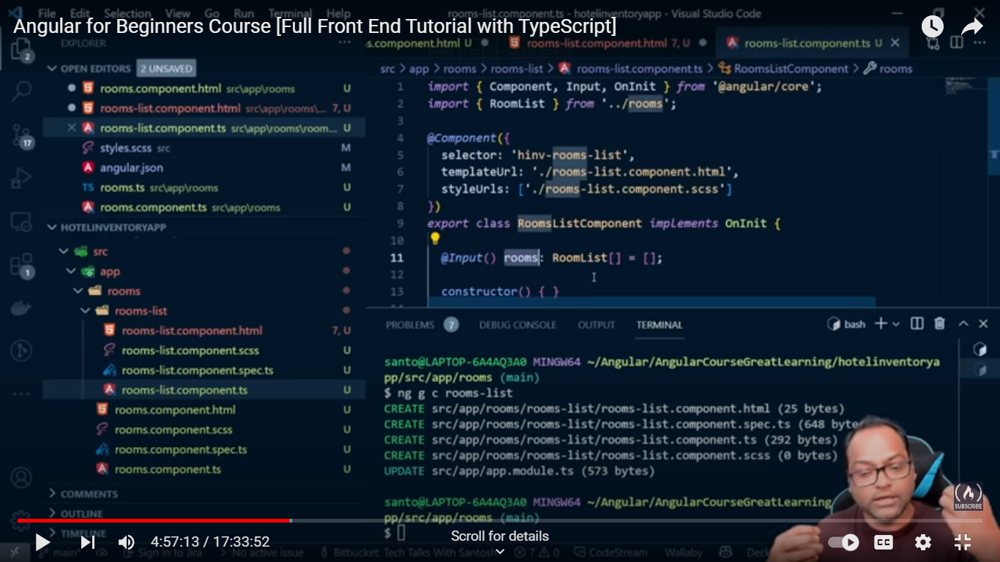 File Edit Selection View Go Run Terminal Help
rooms-list.component.ts - hotelinventoryapp - Visual Studio Code
Angular for Beginners Course [Full Front End Tutorial with TypeScript]
EXPLORER
2
OPEN EDITORS 2 UNSAVED
rooms.component.html src\app\rooms U
rooms-list.component.html src\app\rooms\... 7, U
rooms-list.component.ts src\app\rooms\room... U
styles.scss src M
angular.json M
TS rooms.ts src\app\rooms U
rooms.component.ts src\app\rooms U
17
1
HOTELINVENTORYAPP
src
app
rooms
rooms-list
rooms-list.component.html 7, U
rooms-list.component.scss U
rooms-list.component.spec.ts U
rooms-list.component.ts U
rooms.component.html U
rooms.component.scss U
rooms.component.spec.ts U
rooms.component.ts U
COMMENTS
OUTLINE
TIMELINE
s.component.html U rooms-list.component.html 7, U rooms-list.component.ts U
src > app > rooms > rooms-list > rooms-list.component.ts > RoomsListComponent > rooms
1 import { Component, Input, OnInit } from '@angular/core';
2 import { RoomList } from '../rooms';
3
4 @Component({
5 selector: 'hinv-rooms-list',
6 templateUrl: './rooms-list.component.html',
7 styleUrls: ['./rooms-list.component.scss']
8 })
9 export class RoomsListComponent implements OnInit {
10
11 @Input() rooms: RoomList[] = [];
12
13 constructor() { }
14
PROBLEMS 7 DEBUG CONSOLE OUTPUT TERMINAL bash
santo@LAPTOP-6A4AQ3A0 MINGW64 ~/Angular/AngularCourseGreatLearning/hotelinventorya
pp/src/app/rooms (main)
$ ng g c rooms-list
CREATE src/app/rooms/rooms-list/rooms-list.component.html (25 bytes)
CREATE src/app/rooms/rooms-list/rooms-list.component.spec.ts (648 byte
CREATE src/app/rooms/rooms-list/rooms-list.component.ts (292 bytes)
CREATE src/app/rooms/rooms-list/rooms-list.component.scss (0 bytes)
UPDATE src/app/app.module.ts (573 bytes)
santo@LAPTOP-6A4AQ3A0 MINGW64 ~/Angular/AngularCourseGreatLearning
pp/src/app/rooms (main)
$
SUBSCRIBE
4:57:13 / 17:33:52
Scroll for details
CC
main* Sign in to Jira No active issue Bitbucket: Tech Talks With Santosh 7 0 CodeStream Wallaby